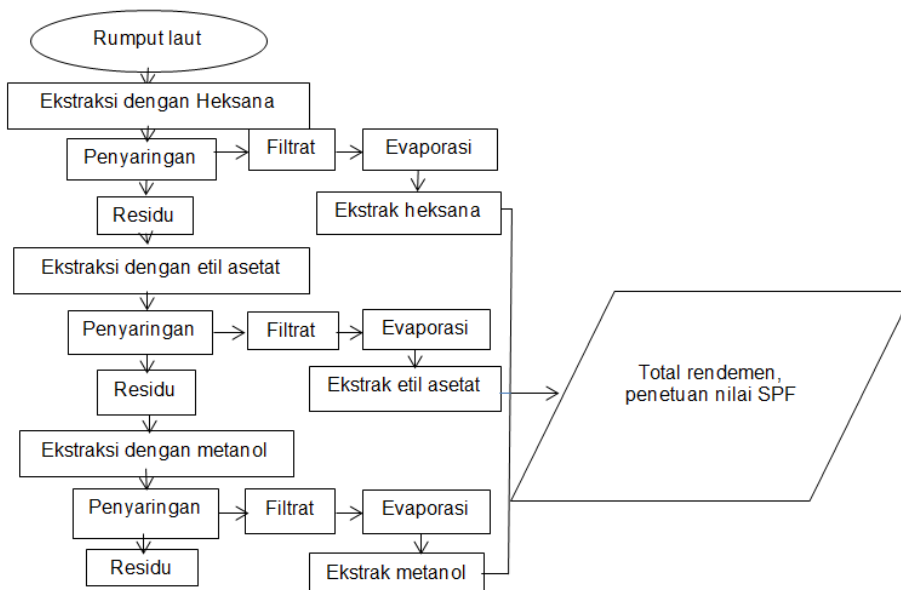 Rumput laut
Ekstraksi dengan Heksana
Penyaringan
Filtrat
Evaporasi
Ekstrak heksana
Residu
Ekstraksi dengan etil asetat
Penyaringan
Filtrat
Evaporasi
Ekstrak etil asetat
Residu
Total rendemen,
penetuan nilai SPF
Ekstraksi dengan metanol
Penyaringan
Filtrat
Evaporasi
Ekstrak metanol
Residu